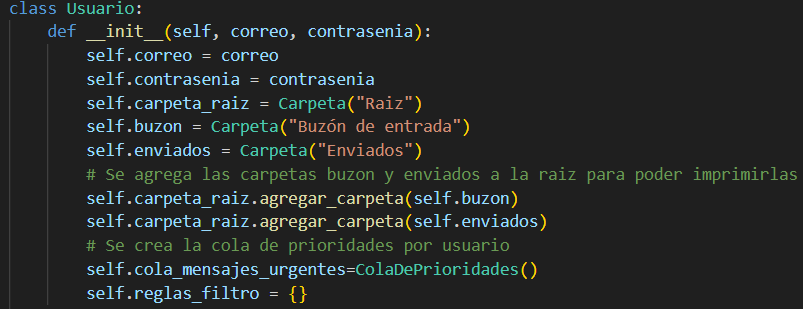 class Usuario:
    def __init__(self, correo, contrasenia):
        self.correo = correo
        self.contrasenia = contrasenia
        self.carpeta_raiz = Carpeta("Raiz")
        self.buzon = Carpeta("Buzón de entrada")
        self.enviados = Carpeta("Enviados")
        # Se agrega las carpetas buzon y enviados a la raiz para poder imprimirlas
        self.carpeta_raiz.agregar_carpeta(self.buzon)
        self.carpeta_raiz.agregar_carpeta(self.enviados)
        # Se crea la cola de prioridades por usuario
        self.cola_mensajes_urgentes=ColaDePrioridades()
        self.reglas_filtro = {}